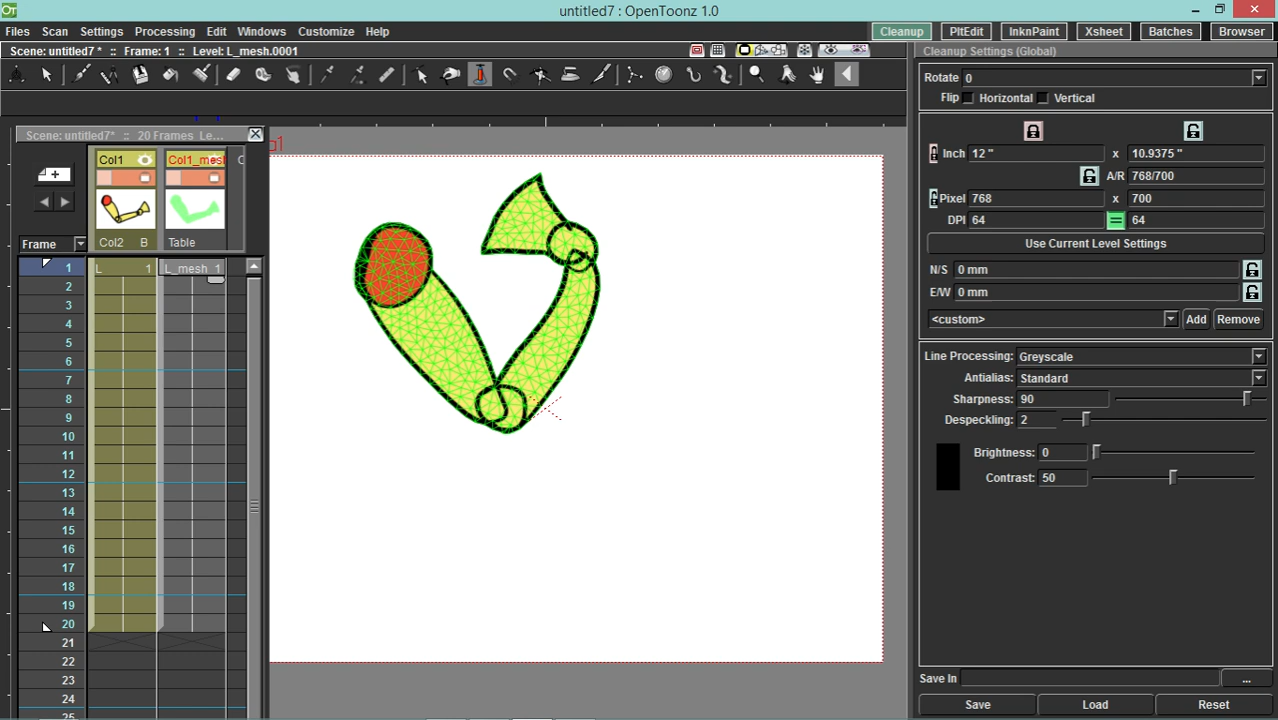 untitled7 : OpenToonz 1.0
Files Scan Settings Processing Edit Windows Customize Help
Cleanup PltEdit InknPaint Xsheet Batches Browser
Scene: untitled7 * :: Frame: 1 :: Level: L_mesh.0001
Cleanup Settings (Global)
Rotate 0
Flip Horizontal Vertical
Inch 12 " x 10.9375 "
A/R 768/700
Pixel 768 x 700
DPI 64 64
Use Current Level Settings
N/S 0 mm
E/W 0 mm
<custom> Add Remove
Line Processing: Greyscale
Antialias: Standard
Sharpness: 90
Despeckling: 2
Brightness: 0
Contrast: 50
Save In ...
Save Load Reset
Scene: untitled7* :: 20 Frames Le...
Col1 Col1_mes
Col2 B Table
Frame
1 L 1 L_mesh 1
2
3
4
5
6
7
8
9
10
11
12
13
14
15
16
17
18
19
20
21
22
23
24
25